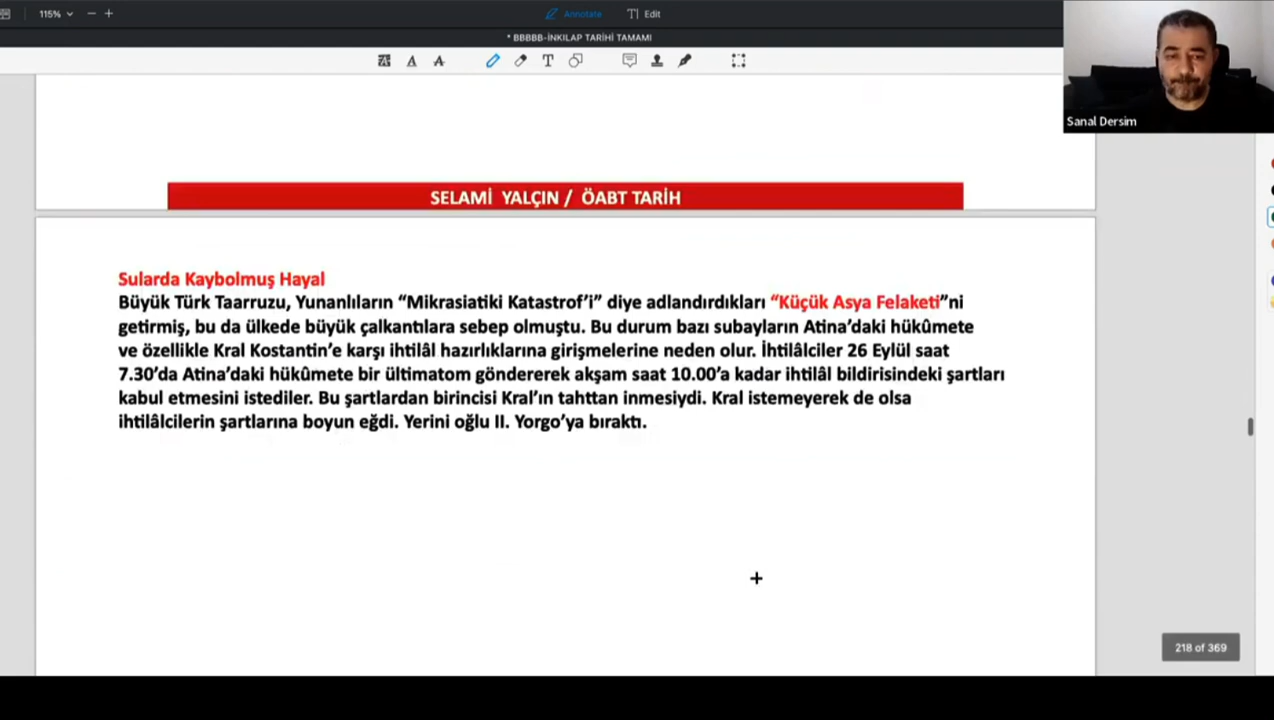 115%
Annotate
Edit
* BBBBB-İNKILAP TARİHİ TAMAMI
Sanal Dersim
SELAMİ YALÇIN / ÖABT TARİH
Sularda Kaybolmuş Hayal
Büyük Türk Taarruzu, Yunanlıların “Mikrasiatiki Katastrof’i” diye adlandırdıkları “Küçük Asya Felaketi”ni
getirmiş, bu da ülkede büyük çalkantılara sebep olmuştu. Bu durum bazı subayların Atina’daki hükûmete
ve özellikle Kral Kostantin’e karşı ihtilâl hazırlıklarına girişmelerine neden olur. İhtilâlciler 26 Eylül saat
7.30’da Atina’daki hükûmete bir ültimatom göndererek akşam saat 10.00’a kadar ihtilâl bildirisindeki şartları
kabul etmesini istediler. Bu şartlardan birincisi Kral’ın tahttan inmesiydi. Kral istemeyerek de olsa
ihtilâlcilerin şartlarına boyun eğdi. Yerini oğlu II. Yorgo’ya bıraktı.
218 of 369